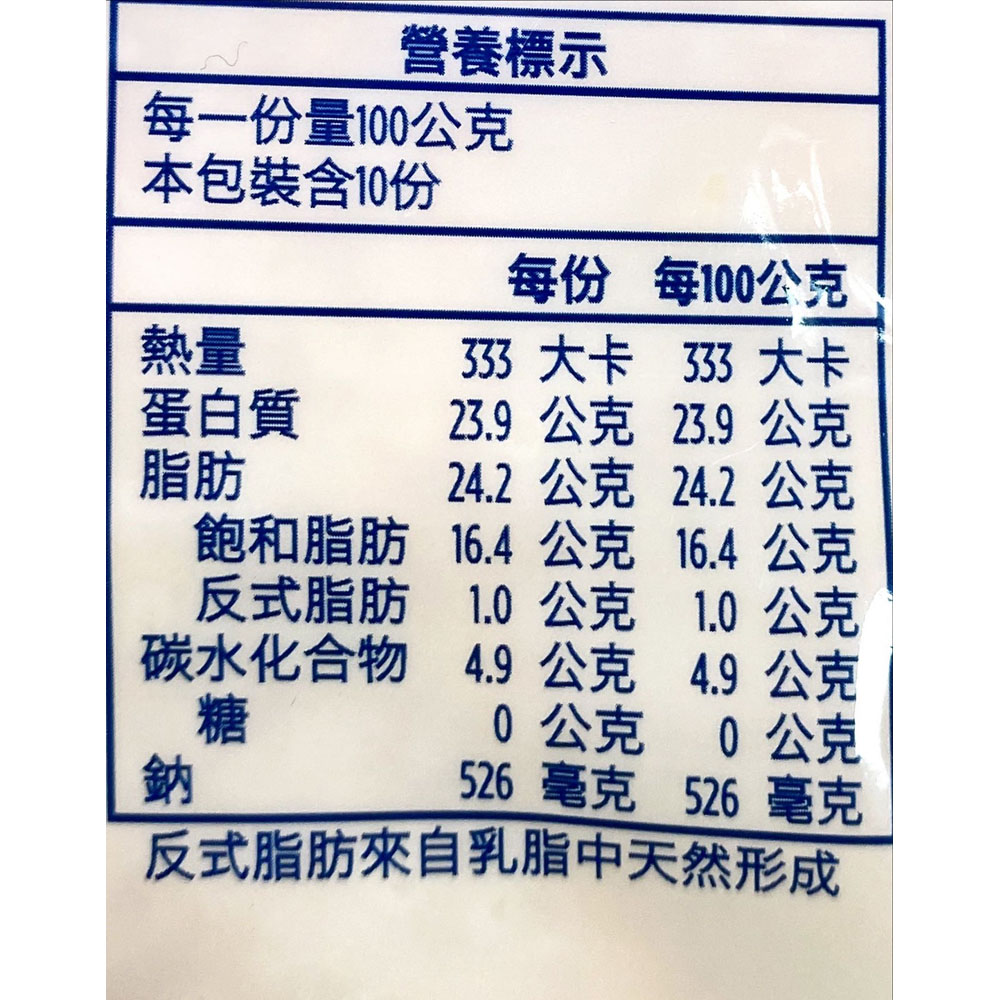 營養標示
每一份量100公克
本包裝含10份
每份 每100公克
熱量 333 大卡 333 大卡
蛋白質 23.9 公克 23.9 公克
脂肪 24.2 公克 24.2 公克
飽和脂肪 16.4 公克 16.4 公克
反式脂肪 1.0 公克 1.0 公克
碳水化合物 4.9 公克 4.9 公克
糖 0 公克 0 公克
鈉 526 毫克 526 毫克
反式脂肪來自乳脂中天然形成